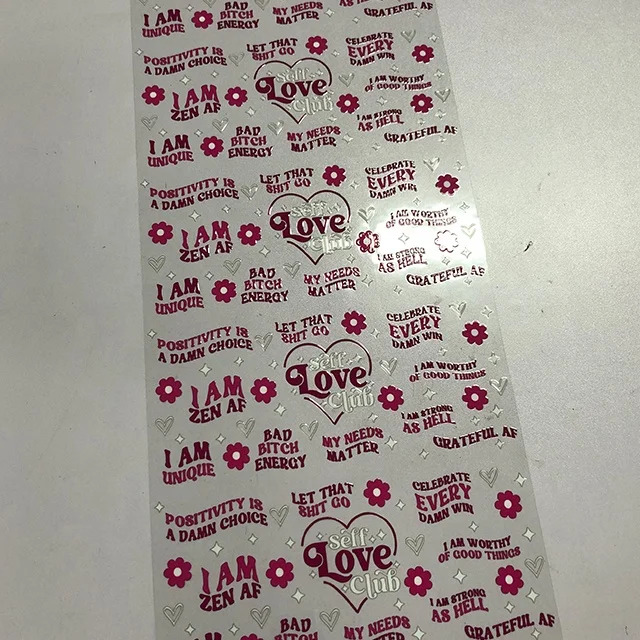 I AM
UNIQUE
BAD
BITCH
ENERGY
MY NEEDS
MATTER
GRATEFUL AF
POSITIVITY IS
A DAMN CHOICE
LET THAT
SHIT GO
CELEBRATE
EVERY
DAMN WIN
self
Love
Club
I AM WORTHY
OF GOOD THINGS
I AM
ZEN AF
I AM STRONG
AS HELL
I AM
UNIQUE
BAD
BITCH
ENERGY
MY NEEDS
MATTER
GRATEFUL AF
POSITIVITY IS
A DAMN CHOICE
LET THAT
SHIT GO
CELEBRATE
EVERY
DAMN WIN
self
Love
Club
I AM WORTHY
OF GOOD THINGS
I AM
ZEN AF
I AM STRONG
AS HELL
I AM
UNIQUE
BAD
BITCH
ENERGY
MY NEEDS
MATTER
GRATEFUL AF
POSITIVITY IS
A DAMN CHOICE
LET THAT
SHIT GO
CELEBRATE
EVERY
DAMN WIN
self
Love
Club
I AM WORTHY
OF GOOD THINGS
I AM
ZEN AF
I AM STRONG
AS HELL
I AM
UNIQUE
BAD
BITCH
ENERGY
MY NEEDS
MATTER
GRATEFUL AF
POSITIVITY IS
A DAMN CHOICE
LET THAT
SHIT GO
CELEBRATE
EVERY
DAMN WIN
self
Love
Club
I AM WORTHY
OF GOOD THINGS
I AM
ZEN AF
I AM STRONG
AS HELL
I AM
BAD
BITCH
MY NEEDS
MATTER
GRATEFUL AF